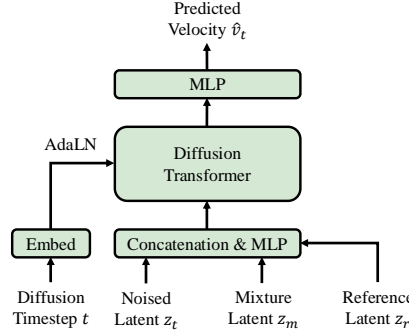 Predicted
Velocity v̂ₜ
MLP
AdaLN
Diffusion
Transformer
Embed
Concatenation & MLP
Diffusion
Timestep t
Noised
Latent zₜ
Mixture
Latent zₘ
Reference
Latent zᵣ